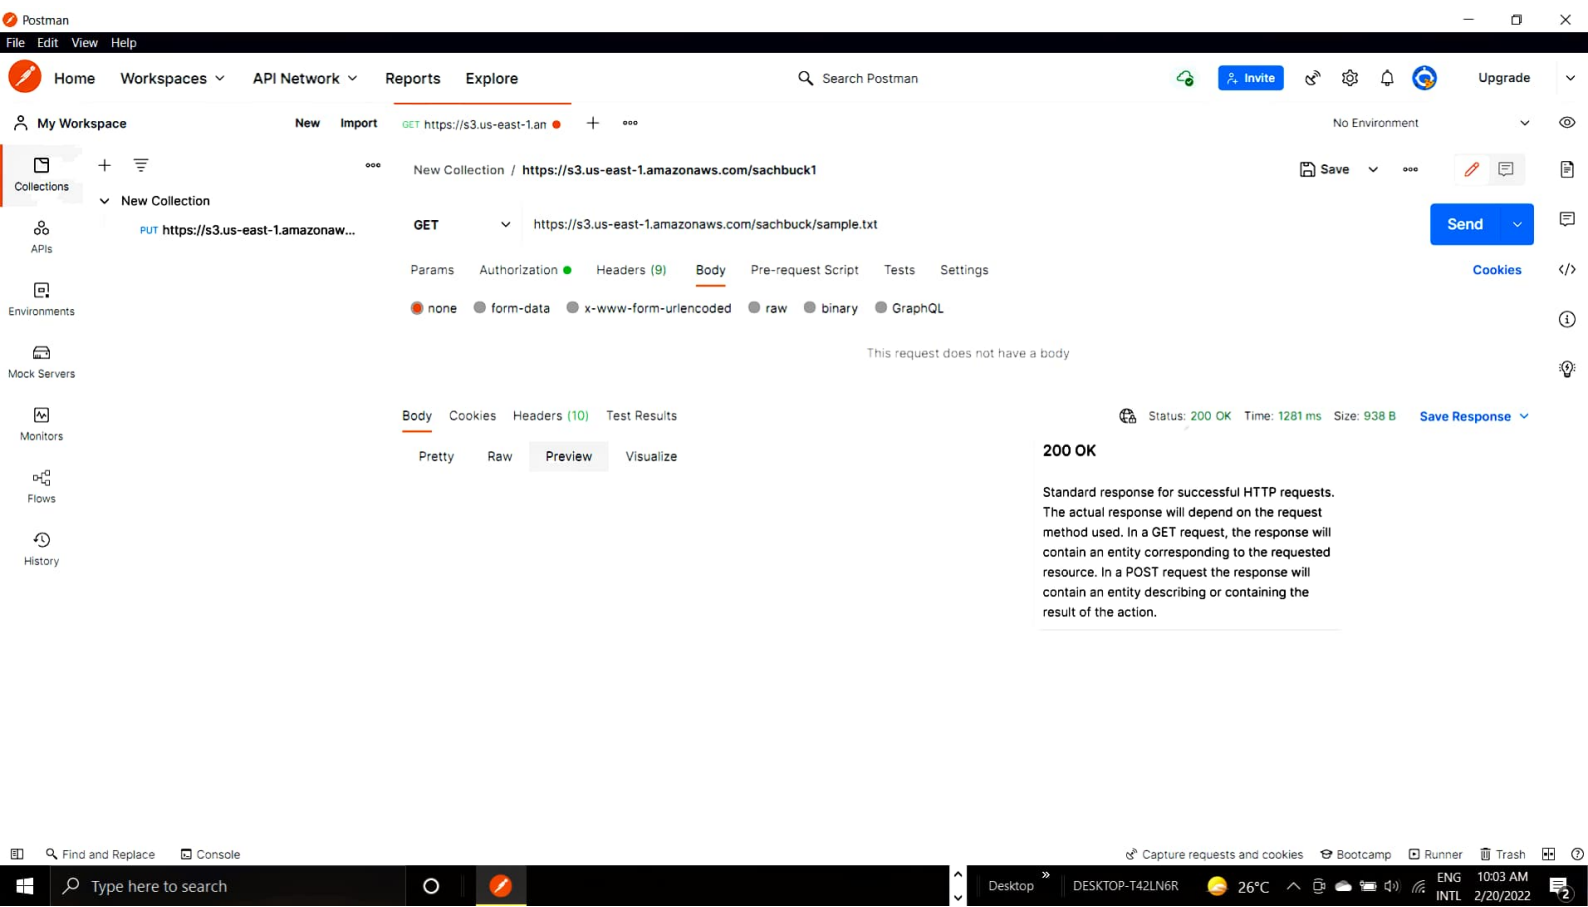 Postman
File Edit View Help
Home Workspaces API Network Reports Explore Search Postman Invite Upgrade
My Workspace New Import GET https://s3.us-east-1.an No Environment
New Collection / https://s3.us-east-1.amazonaws.com/sachbuck1 Save
Collections
New Collection
PUT https://s3.us-east-1.amazonaw...
GET https://s3.us-east-1.amazonaws.com/sachbuck/sample.txt Send
APIs
Params Authorization Headers (9) Body Pre-request Script Tests Settings Cookies
Environments
none form-data x-www-form-urlencoded raw binary GraphQL
This request does not have a body
Mock Servers
Body Cookies Headers (10) Test Results Status: 200 OK Time: 1281 ms Size: 938 B Save Response
Monitors
Pretty Raw Preview Visualize
200 OK
Standard response for successful HTTP requests.
The actual response will depend on the request
method used. In a GET request, the response will
contain an entity corresponding to the requested
resource. In a POST request the response will
contain an entity describing or containing the
result of the action.
Flows
History
Find and Replace Console Capture requests and cookies Bootcamp Runner Trash
Type here to search Desktop DESKTOP-T42LN6R 26°C ENG 10:03 AM
INTL 2/20/2022 2